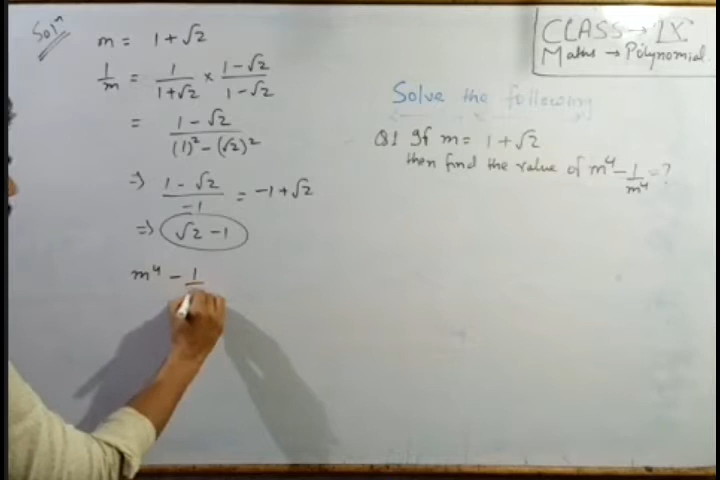 Solⁿ
m = 1 + √2
1/m = 1/(1+√2) × (1-√2)/(1-√2)
= (1-√2)/((1)² - (√2)²)
=> (1-√2)/-1 = -1+√2
=> √2 - 1
m⁴ - 1
CLASS → IX
Maths → Polynomial
Solve the following
Q1 If m = 1 + √2
then find the value of m⁴ - 1/m⁴ = ?